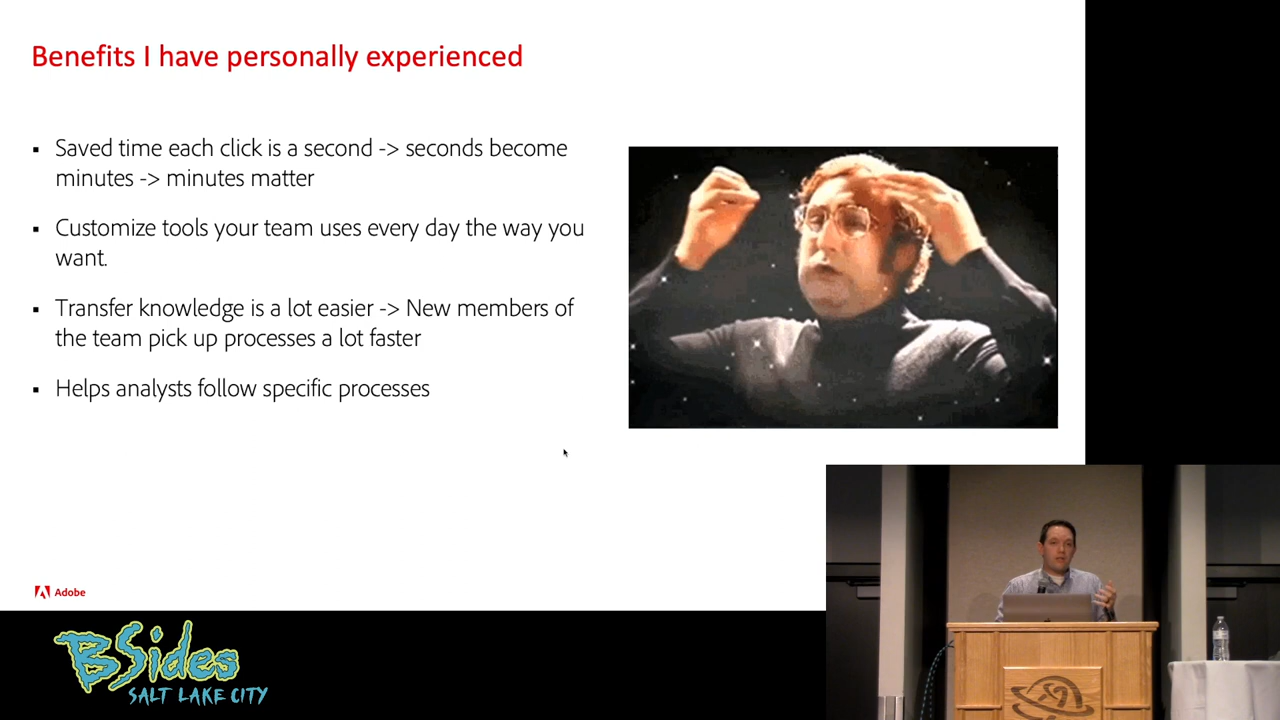 Benefits I have personally experienced
▪ Saved time each click is a second -> seconds become
minutes -> minutes matter
▪ Customize tools your team uses every day the way you
want.
▪ Transfer knowledge is a lot easier -> New members of
the team pick up processes a lot faster
▪ Helps analysts follow specific processes
Adobe
BSides
SALT LAKE CITY